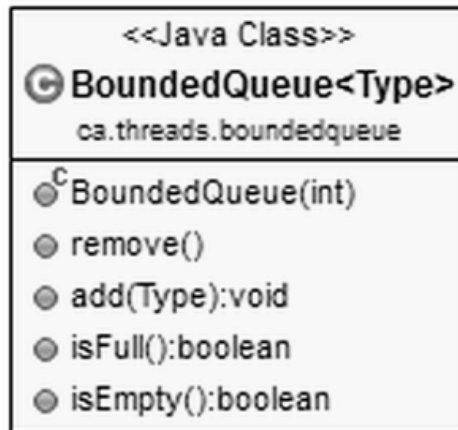 <<Java Class>>
C BoundedQueue<Type>
ca.threads.boundedqueue
C BoundedQueue(int)
remove()
add(Type):void
isFull():boolean
isEmpty():boolean